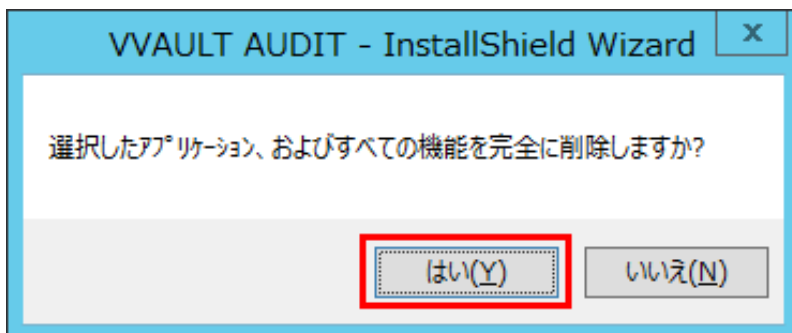 VVAULT AUDIT - InstallShield Wizard x
選択したｱﾌﾟﾘｹｰｼｮﾝ、およびすべての機能を完全に削除しますか?
はい(Y) いいえ(N)